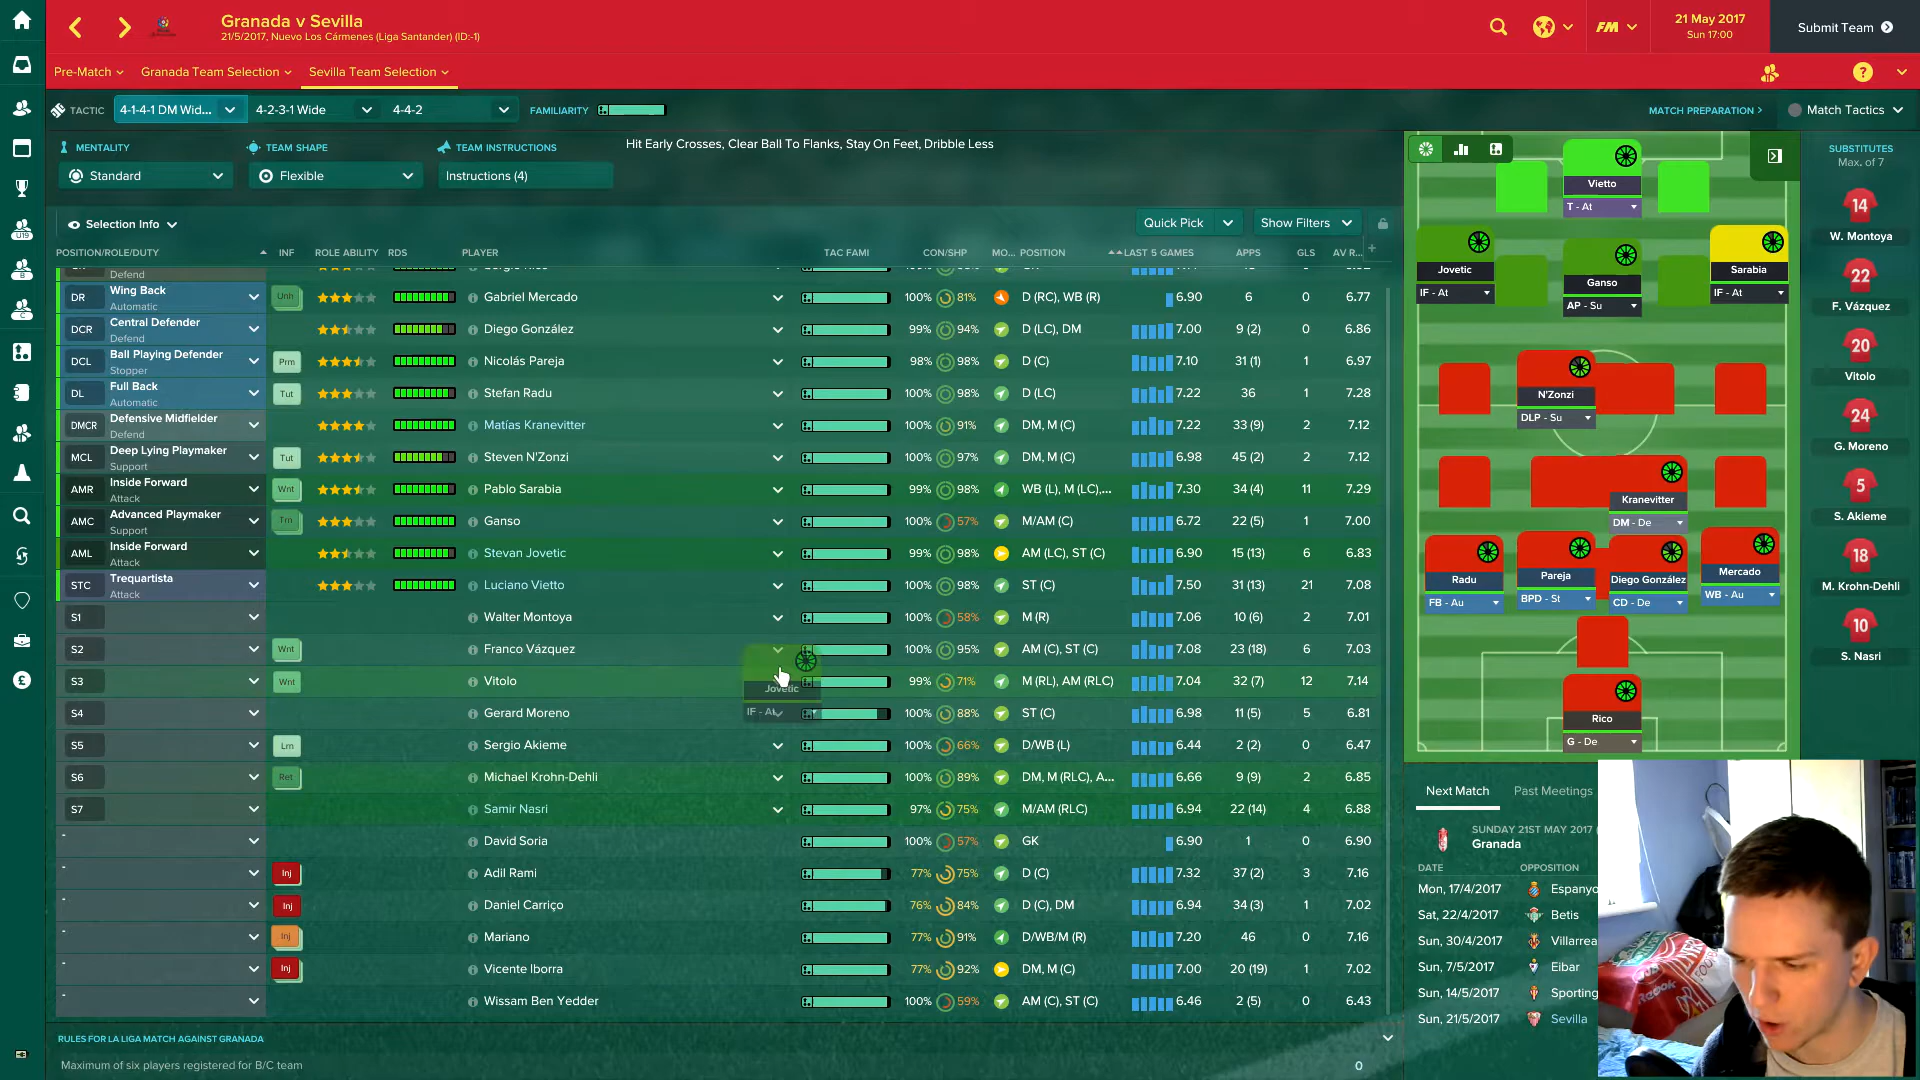 Granada v Sevilla
21/5/2017, Nuevo Los Cármenes (Liga Santander) (ID:-1)
FM
21 May 2017
Sun 17:00
Submit Team
Pre-Match
Granada Team Selection
Sevilla Team Selection
?
TACTIC
4-1-4-1 DM Wid...
4-2-3-1 Wide
4-4-2
FAMILIARITY
MATCH PREPARATION >
Match Tactics
MENTALITY
TEAM SHAPE
TEAM INSTRUCTIONS
Hit Early Crosses, Clear Ball To Flanks, Stay On Feet, Dribble Less
Standard
Flexible
Instructions (4)
Selection Info
Quick Pick
Show Filters
POSITION/ROLE/DUTY INF ROLE ABILITY RDS PLAYER TAC FAMI CON/SHP MO... POSITION LAST 5 GAMES APPS GLS AV R...
Defend
DR Wing Back Automatic Unh Gabriel Mercado 100% 81% D (RC), WB (R) 6.90 6 0 6.77
DCR Central Defender Defend Diego González 99% 94% D (LC), DM 7.00 9 (2) 0 6.86
DCL Ball Playing Defender Stopper Prm Nicolás Pareja 98% 98% D (C) 7.10 31 (1) 1 6.97
DL Full Back Automatic Tut Stefan Radu 100% 98% D (LC) 7.22 36 1 7.28
DMCR Defensive Midfielder Defend Matías Kranevitter 100% 91% DM, M (C) 7.22 33 (9) 2 7.12
MCL Deep Lying Playmaker Support Tut Steven N'Zonzi 100% 97% DM, M (C) 6.98 45 (2) 2 7.12
AMR Inside Forward Attack Wnt Pablo Sarabia 99% 98% WB (L), M (LC),... 7.30 34 (4) 11 7.29
AMC Advanced Playmaker Support Trn Ganso 100% 57% M/AM (C) 6.72 22 (5) 1 7.00
AML Inside Forward Attack Stevan Jovetic 99% 98% AM (LC), ST (C) 6.90 15 (13) 6 6.83
STC Trequartista Attack Luciano Vietto 100% 98% ST (C) 7.50 31 (13) 21 7.08
S1 Walter Montoya 100% 58% M (R) 7.06 10 (6) 2 7.01
S2 Wnt Franco Vázquez 100% 95% AM (C), ST (C) 7.08 23 (18) 6 7.03
S3 Wnt Vitolo 99% 71% M (RL), AM (RLC) 7.04 32 (7) 12 7.14
Jovetic
IF - At
S4 Gerard Moreno 100% 88% ST (C) 6.98 11 (5) 5 6.81
S5 Lrn Sergio Akieme 100% 66% D/WB (L) 6.44 2 (2) 0 6.47
S6 Ret Michael Krohn-Dehli 100% 89% DM, M (RLC), A... 6.66 9 (9) 2 6.85
S7 Samir Nasri 97% 75% M/AM (RLC) 6.94 22 (14) 4 6.88
- David Soria 100% 57% GK 6.90 1 0 6.90
- Inj Adil Rami 77% 75% D (C) 7.32 37 (2) 3 7.16
- Inj Daniel Carriço 76% 84% D (C), DM 6.94 34 (3) 1 7.02
- Inj Mariano 77% 91% D/WB/M (R) 7.20 46 0 7.16
- Inj Vicente Iborra 77% 92% DM, M (C) 7.00 20 (19) 1 7.02
- Wissam Ben Yedder 100% 59% AM (C), ST (C) 6.46 2 (5) 0 6.43
RULES FOR LA LIGA MATCH AGAINST GRANADA
Maximum of six players registered for B/C team 0
Vietto
T - At
Jovetic
IF - At
Ganso
AP - Su
Sarabia
IF - At
N'Zonzi
DLP - Su
Kranevitter
DM - De
Radu
FB - Au
Pareja
BPD - St
Diego González
CD - De
Mercado
WB - Au
Rico
G - De
SUBSTITUTES
Max. of 7
14
W. Montoya
22
F. Vázquez
20
Vitolo
24
G. Moreno
5
S. Akieme
18
M. Krohn-Dehli
10
S. Nasri
Next Match
Past Meetings
SUNDAY 21ST MAY 2017
Granada
DATE OPPOSITION
Mon, 17/4/2017 Espanyo
Sat, 22/4/2017 Betis
Sun, 30/4/2017 Villarrea
Sun, 7/5/2017 Eibar
Sun, 14/5/2017 Sporting
Sun, 21/5/2017 Sevilla
Reebok
U19
B
C